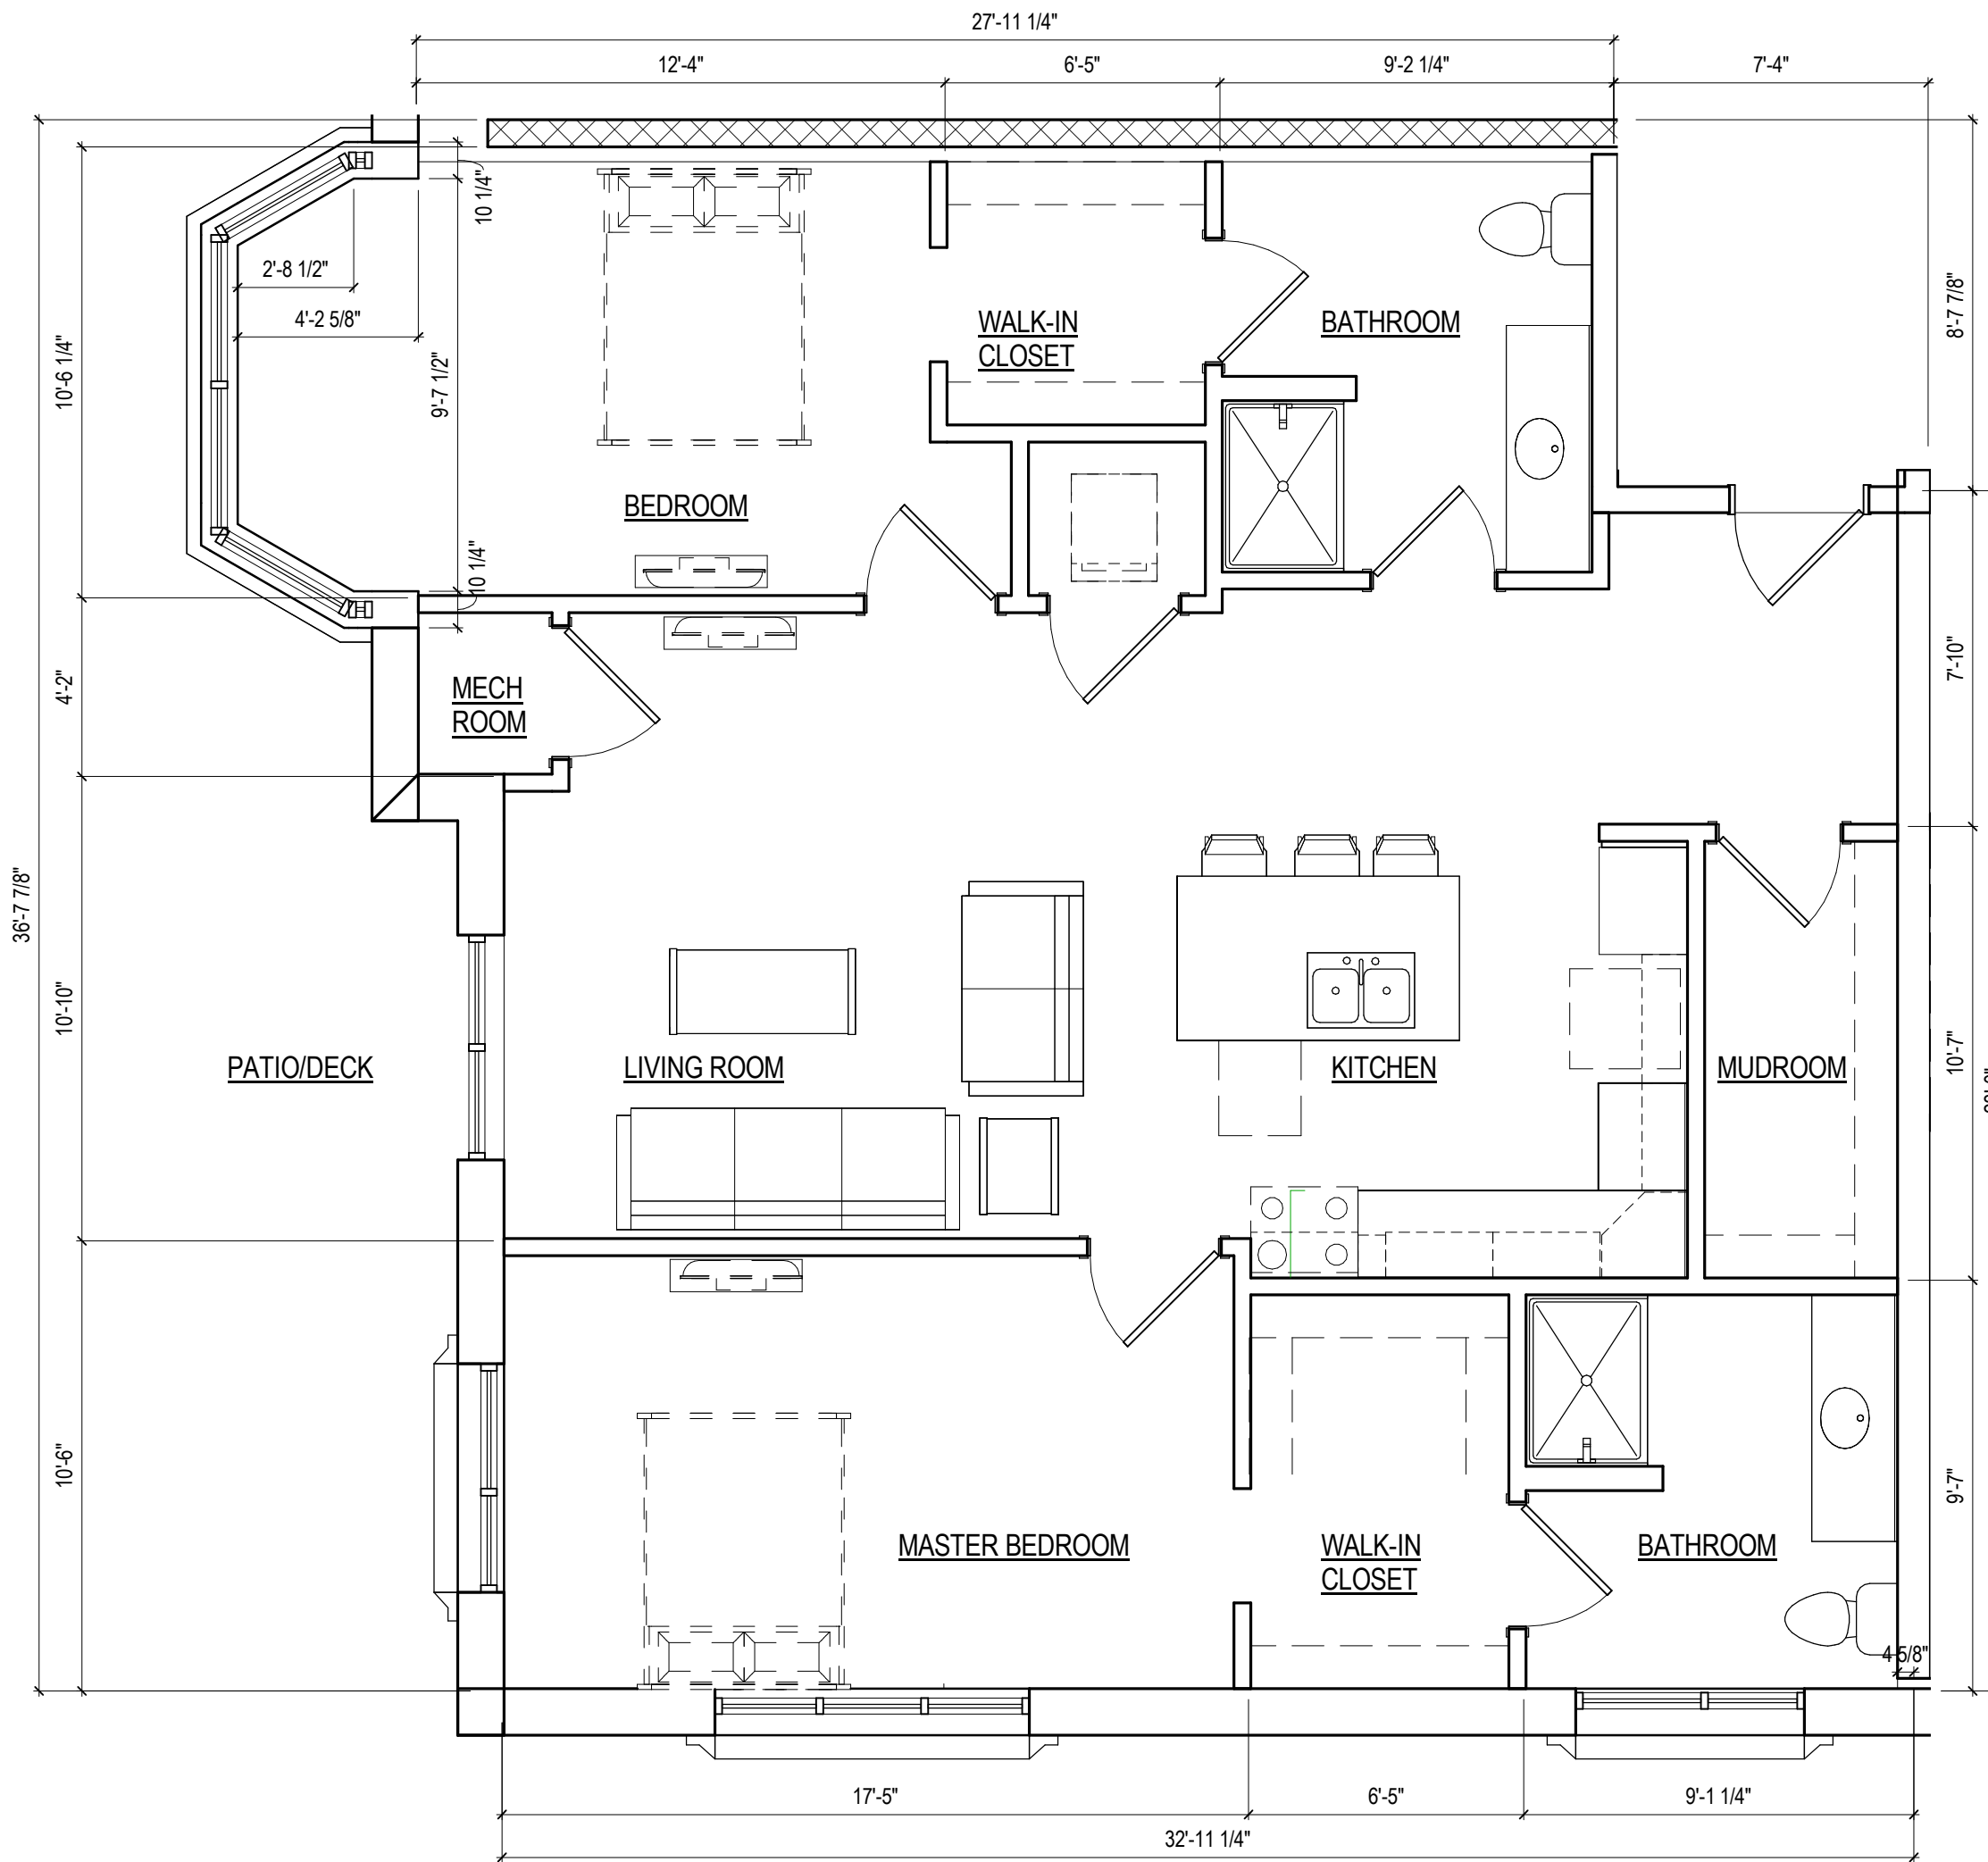 27'-11 1/4"
12'-4"
6'-5"
9'-2 1/4"
7'-4"
10 1/4"
2'-8 1/2"
4'-2 5/8"
WALK-IN
CLOSET
BATHROOM
8'-7 7/8"
10'-6 1/4"
9'-7 1/2"
BEDROOM
10 1/4"
MECH
ROOM
4'-2"
7'-10"
36'-7 7/8"
10'-10"
PATIO/DECK
LIVING ROOM
KITCHEN
MUDROOM
10'-7"
10'-6"
MASTER BEDROOM
WALK-IN
CLOSET
BATHROOM
9'-7"
4 5/8"
17'-5"
6'-5"
9'-1 1/4"
32'-11 1/4"